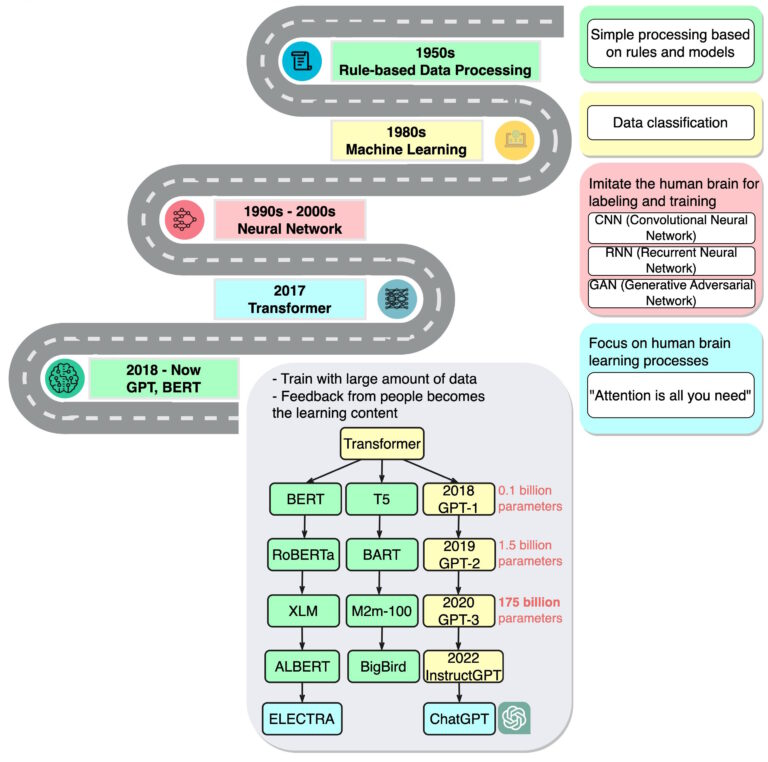 1950s
Rule-based Data Processing
Simple processing based
on rules and models
1980s
Machine Learning
Data classification
1990s - 2000s
Neural Network
Imitate the human brain for
labeling and training
CNN (Convolutional Neural
Network)
RNN (Recurrent Neural
Network)
GAN (Generative Adversarial
Network)
2017
Transformer
Focus on human brain
learning processes
"Attention is all you need"
2018 - Now
GPT, BERT
- Train with large amount of data
- Feedback from people becomes
the learning content
Transformer
BERT
T5
2018
GPT-1
0.1 billion
parameters
RoBERTa
BART
2019
GPT-2
1.5 billion
parameters
XLM
M2m-100
2020
GPT-3
175 billion
parameters
ALBERT
BigBird
2022
InstructGPT
ELECTRA
ChatGPT